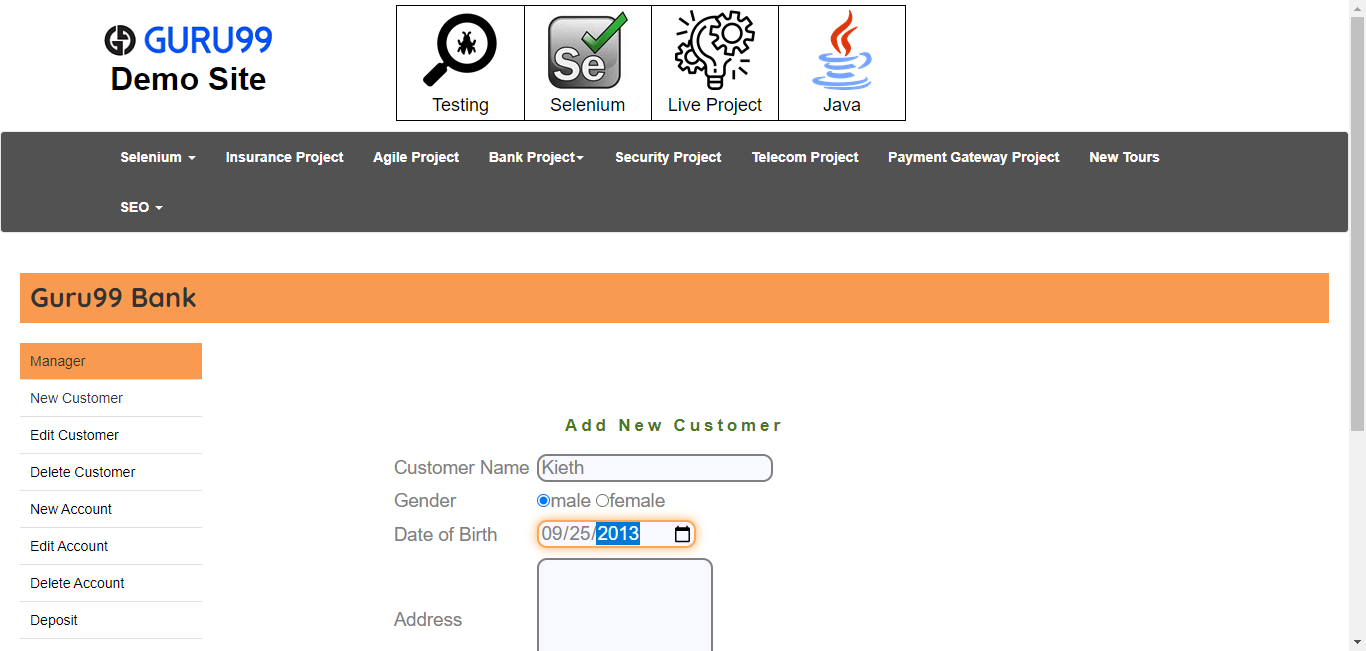 GURU99
Demo Site
Se
Testing Selenium Live Project Java
Selenium Insurance Project Agile Project Bank Project Security Project Telecom Project Payment Gateway Project New Tours
SEO
Guru99 Bank
Manager
New Customer
Edit Customer
Delete Customer
New Account
Edit Account
Delete Account
Deposit
Add New Customer
Customer Name Kieth
Gender male female
Date of Birth 09/25/2013
Address